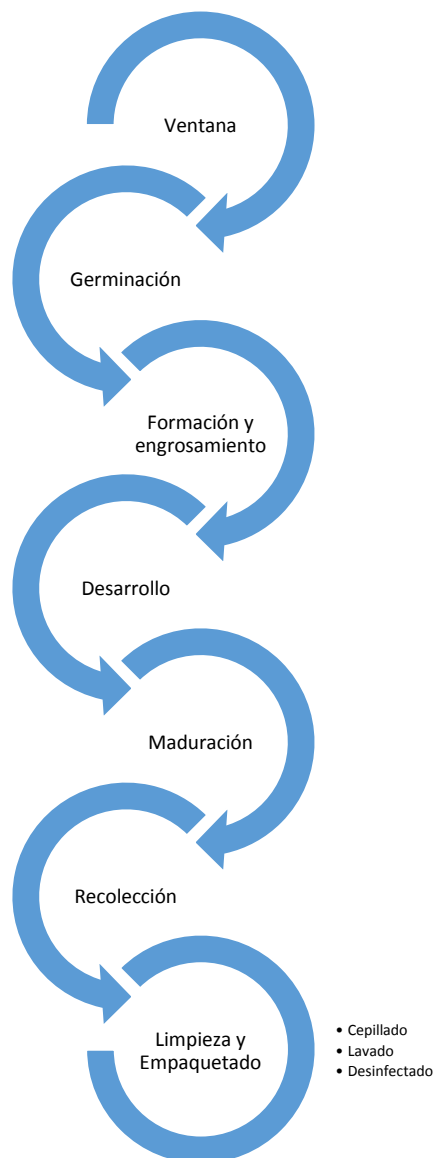 Ventana
Germinación
Formación y
engrosamiento
Desarrollo
Maduración
Recolección
Limpieza y
Empaquetado
• Cepillado
• Lavado
• Desinfectado